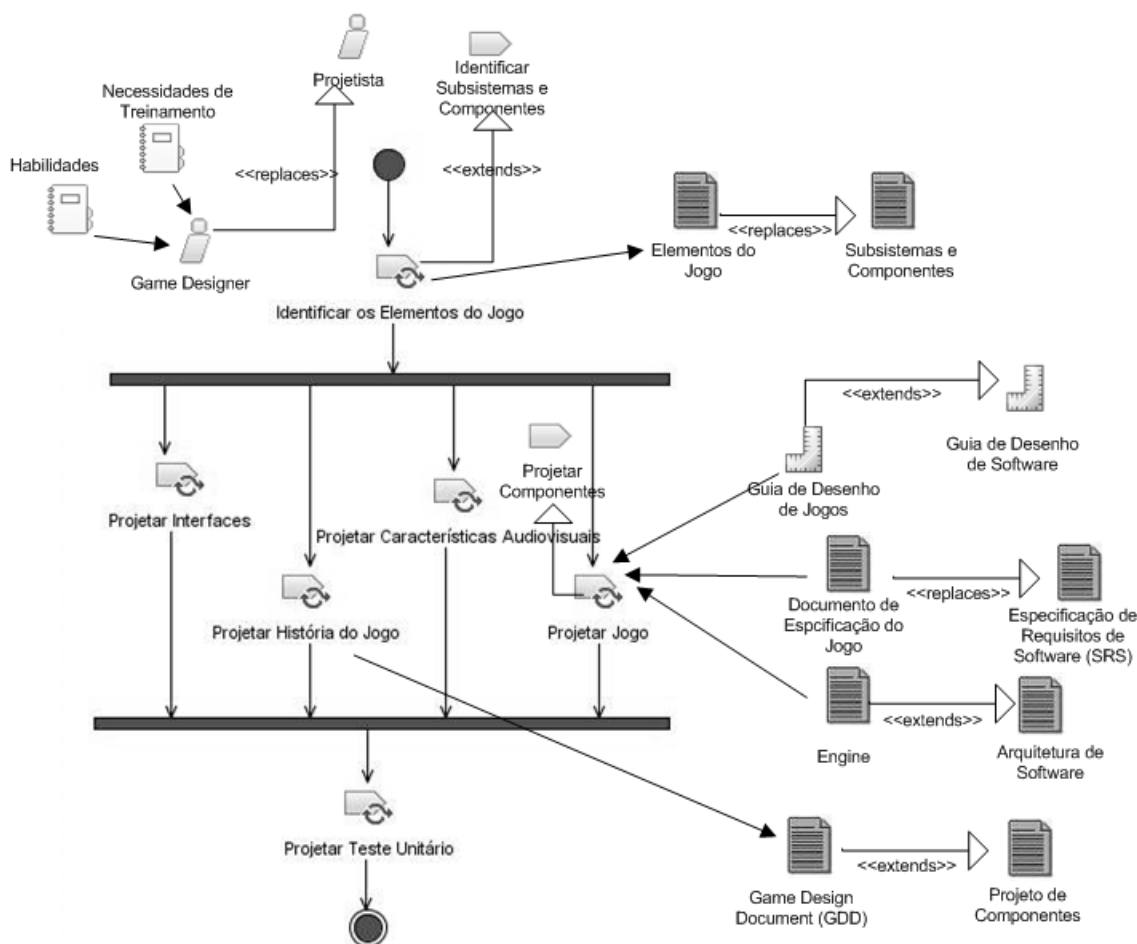 Projetista
Identificar
Subsistemas e
Componentes
Necessidades de
Treinamento
Habilidades
<<replaces>>
<<extends>>
Game Designer
Elementos do
Jogo
<<replaces>>
Subsistemas e
Componentes
Identificar os Elementos do Jogo
<<extends>>
Guia de Desenho
de Software
Guia de Desenho
de Jogos
Projetar
Componentes
Projetar Interfaces
Projetar Características Audiovisuais
Documento de
Espcificação do
Jogo
<<replaces>>
Especificação de
Requisitos de
Software (SRS)
Projetar História do Jogo
Projetar Jogo
Engine
<<extends>>
Arquitetura de
Software
Projetar Teste Unitário
Game Design
Document (GDD)
<<extends>>
Projeto de
Componentes